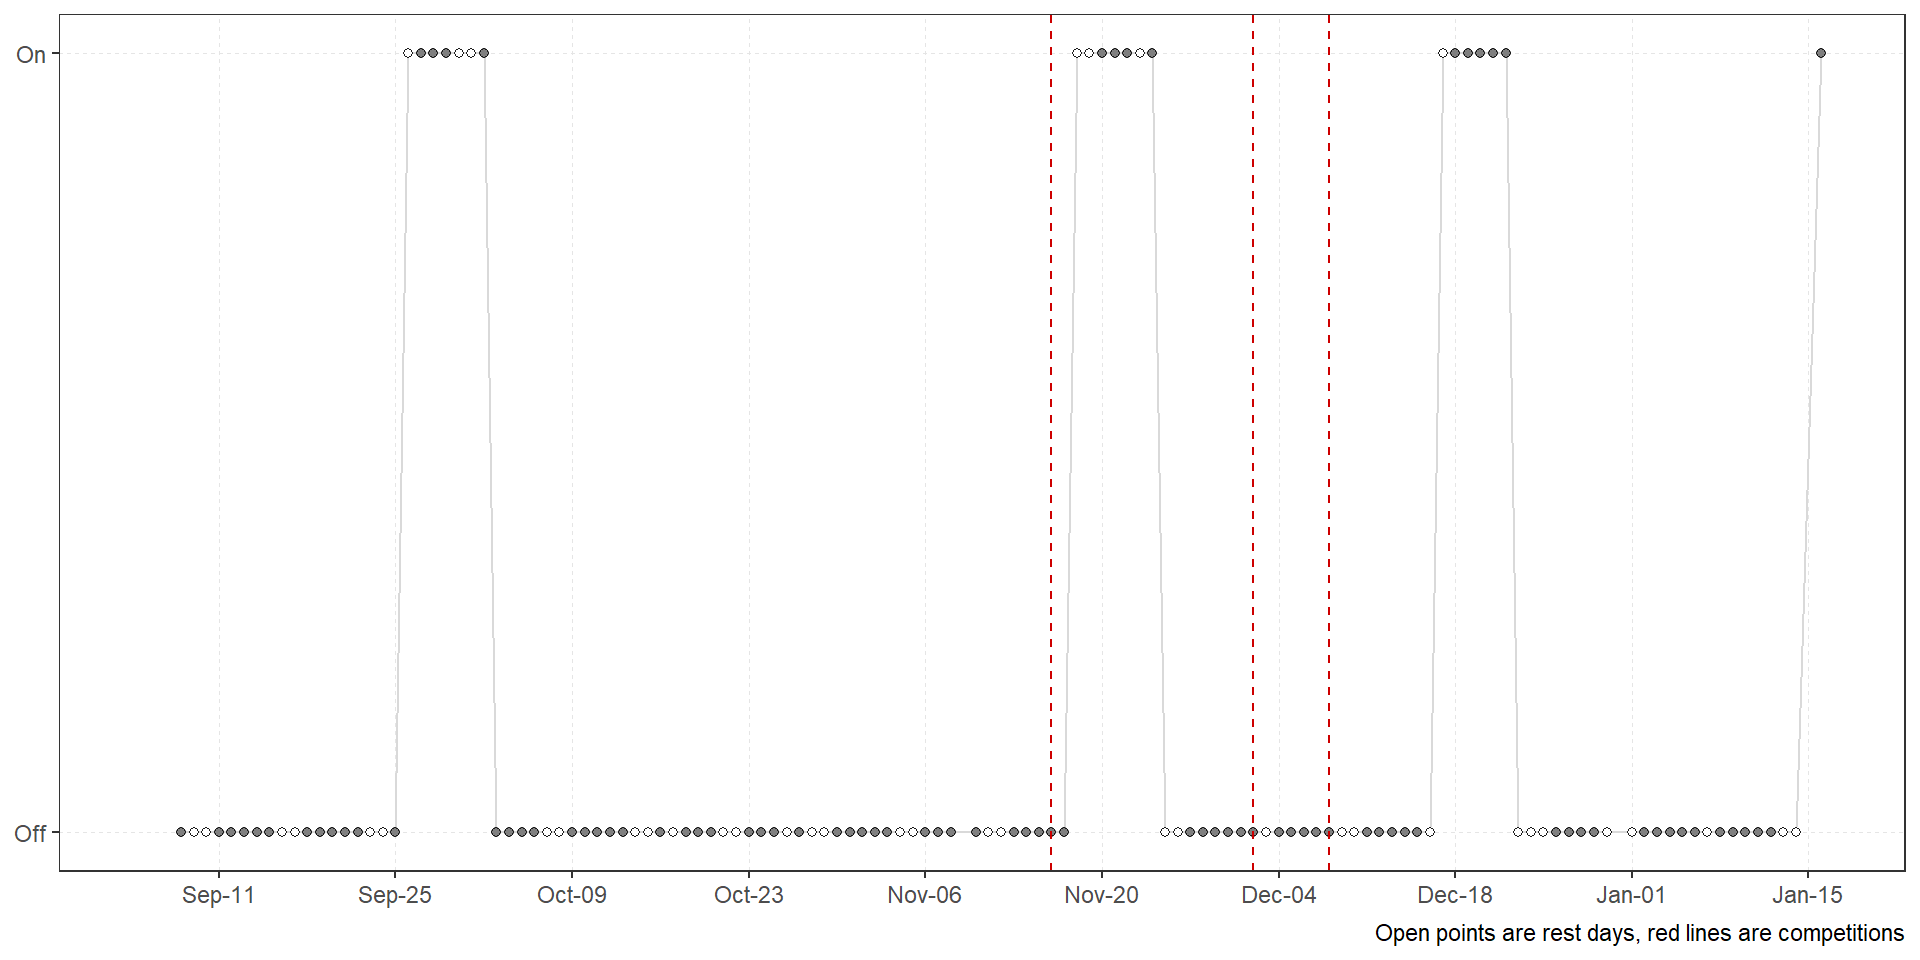 On
Off
Sep-11 Sep-25 Oct-09 Oct-23 Nov-06 Nov-20 Dec-04 Dec-18 Jan-01 Jan-15
Open points are rest days, red lines are competitions